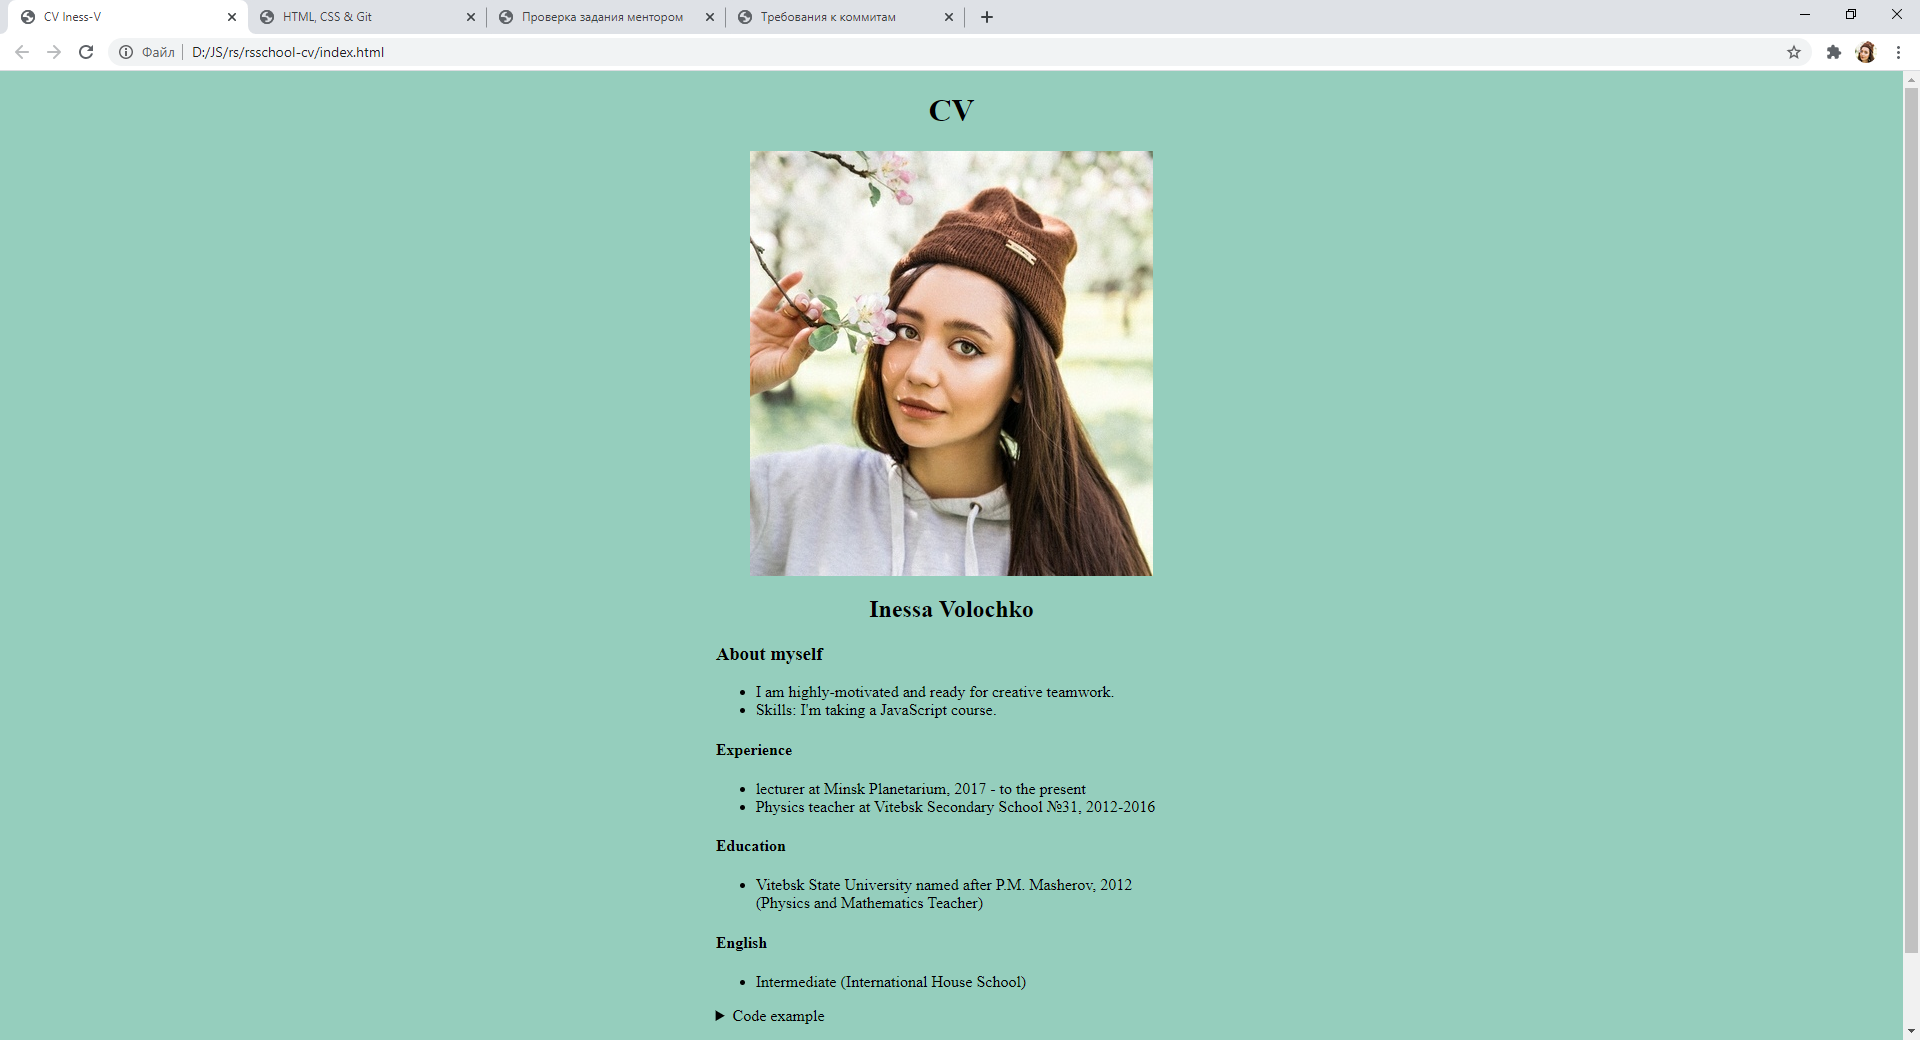 CV Iness-V
HTML, CSS & Git
Проверка задания ментором
Требования к коммитам
Файл
D:/JS/rs/rsschool-cv/index.html
CV
Inessa Volochko
About myself
I am highly-motivated and ready for creative teamwork.
Skills: I'm taking a JavaScript course.
Experience
lecturer at Minsk Planetarium, 2017 - to the present
Physics teacher at Vitebsk Secondary School №31, 2012-2016
Education
Vitebsk State University named after P.M. Masherov, 2012
(Physics and Mathematics Teacher)
English
Intermediate (International House School)
Code example